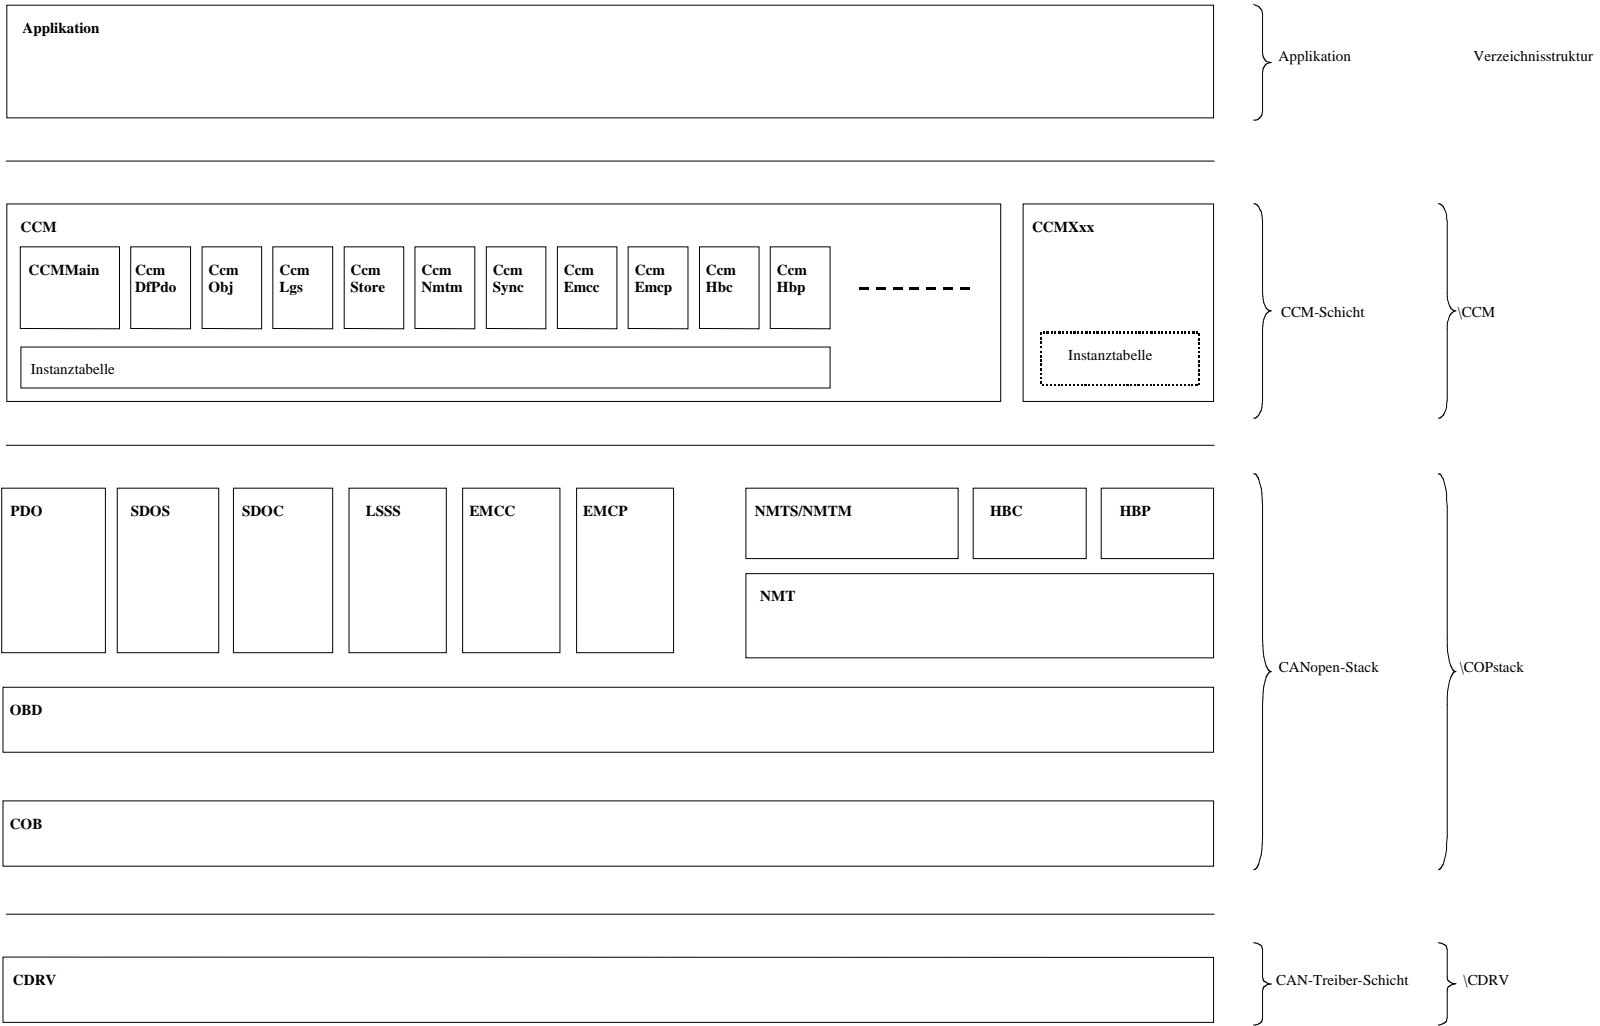 Applikation
Applikation
Verzeichnisstruktur
CCM
CCMXxx
CCMMain
Ccm
DfPdo
Ccm
Obj
Ccm
Lgs
Ccm
Store
Ccm
Nmtm
Ccm
Sync
Ccm
Emcc
Ccm
Emcp
Ccm
Hbc
Ccm
Hbp
Instanztabelle
Instanztabelle
CCM-Schicht
\CCM
PDO
SDOS
SDOC
LSSS
EMCC
EMCP
NMTS/NMTM
HBC
HBP
NMT
CANopen-Stack
\COPstack
OBD
COB
CDRV
CAN-Treiber-Schicht
\CDRV